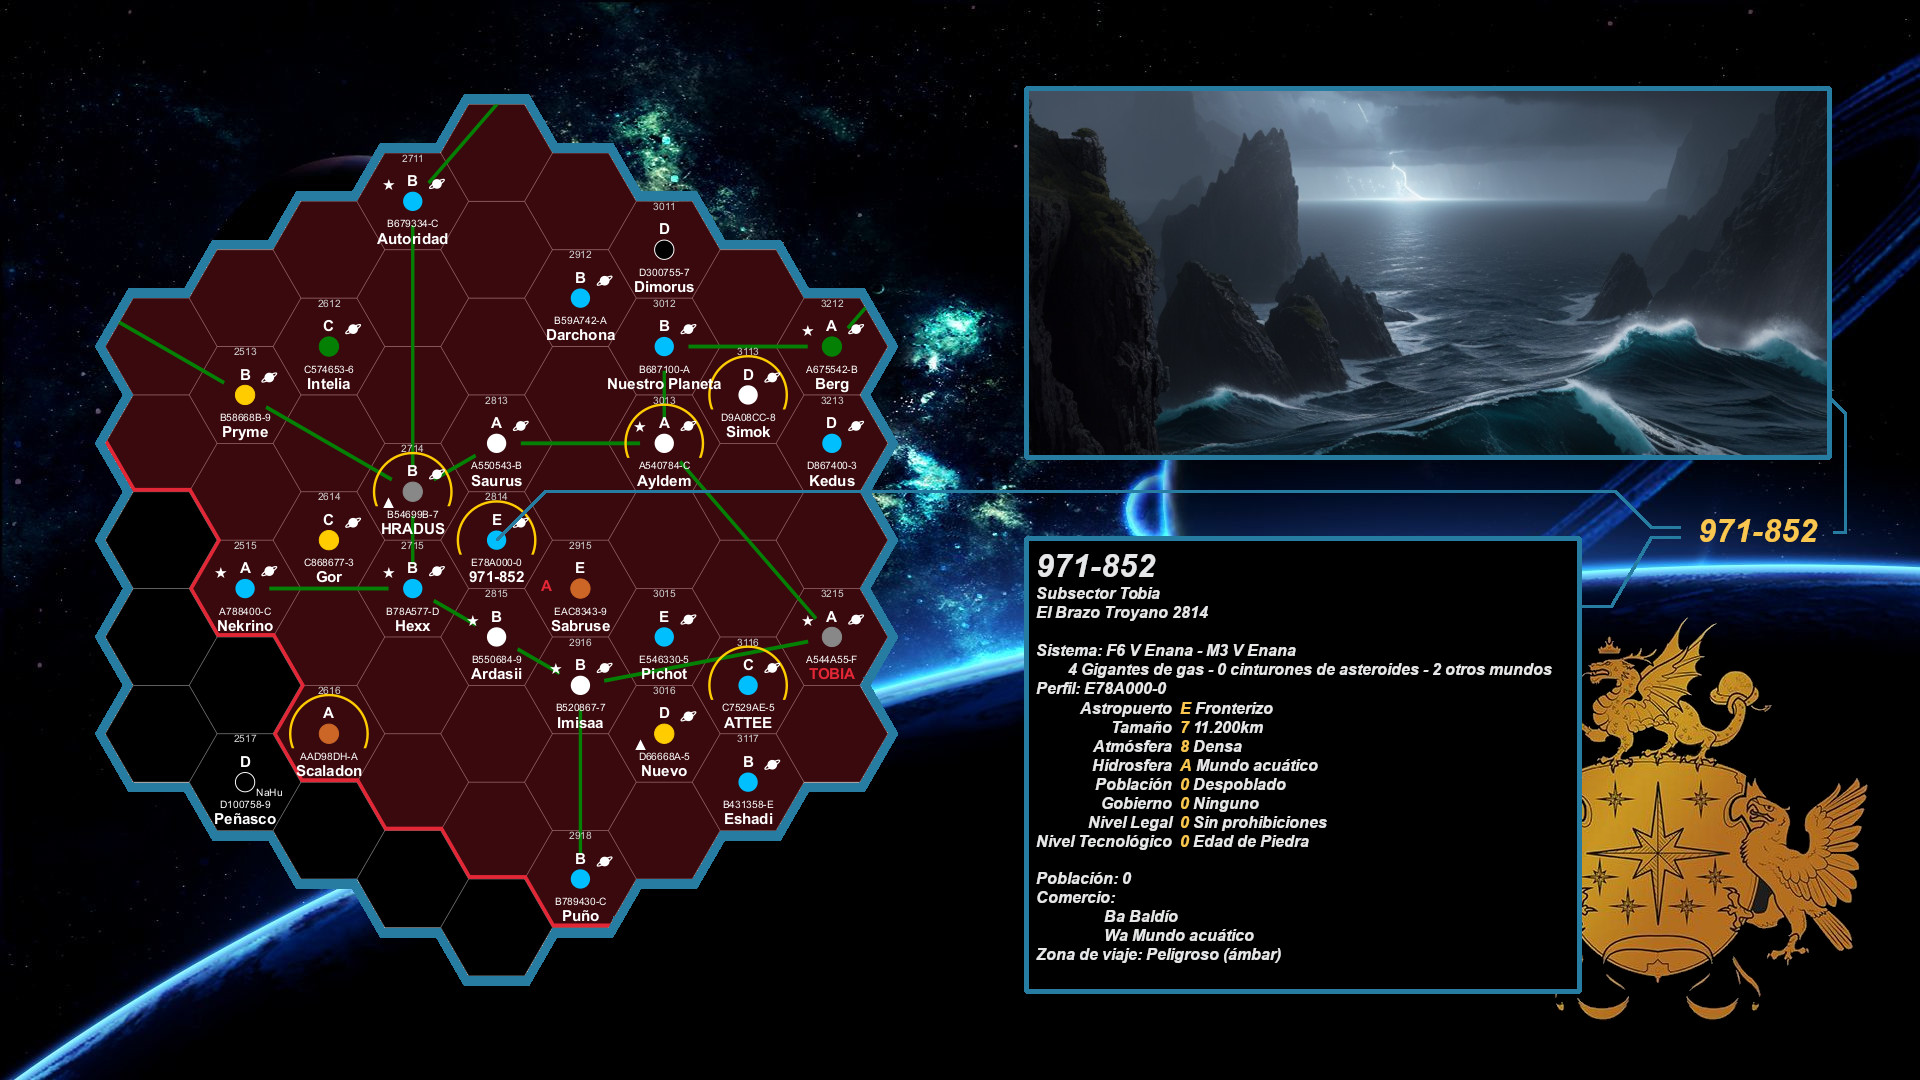 2711
B
B679334-C
Autoridad
3011
D
D300755-7
Dimorus
2912
B
B59A742-A
Darchona
2612
C
C574653-6
Intelia
3012
B
B687100-A
Nuestro Planeta
3212
A
A675542-B
Berg
2513
B
B58668B-9
Pryme
3113
D
D9A08CC-8
Simok
2813
A
A550543-B
Saurus
3013
A
A540784-C
Ayldem
3213
D
D867400-3
Kedus
2714
B
B54699B-7
HRADUS
2614
C
C868677-3
Gor
2814
E
E78A000-0
971-852
2515
A
A788400-C
Nekrino
2715
B
B78A577-D
Hexx
2915
A
E
EAC8343-9
Sabruse
2815
B
B550684-9
Ardasii
3015
E
E546330-5
Pichot
3215
A
A544A55-F
TOBIA
2916
B
B520867-7
Imisaa
3116
C
C7529AE-5
ATTEE
2616
A
AAD98DH-A
Scaladon
3016
D
D66668A-5
Nuevo
2517
D
NaHu
D100758-9
Peñasco
3117
B
B431358-E
Eshadi
2918
B
B789430-C
Puño
971-852
971-852
Subsector Tobia
El Brazo Troyano 2814
Sistema: F6 V Enana - M3 V Enana
4 Gigantes de gas - 0 cinturones de asteroides - 2 otros mundos
Perfil: E78A000-0
Astropuerto E Fronterizo
Tamaño 7 11.200km
Atmósfera 8 Densa
Hidrosfera A Mundo acuático
Población 0 Despoblado
Gobierno 0 Ninguno
Nivel Legal 0 Sin prohibiciones
Nivel Tecnológico 0 Edad de Piedra
Población: 0
Comercio:
Ba Baldío
Wa Mundo acuático
Zona de viaje: Peligroso (ámbar)